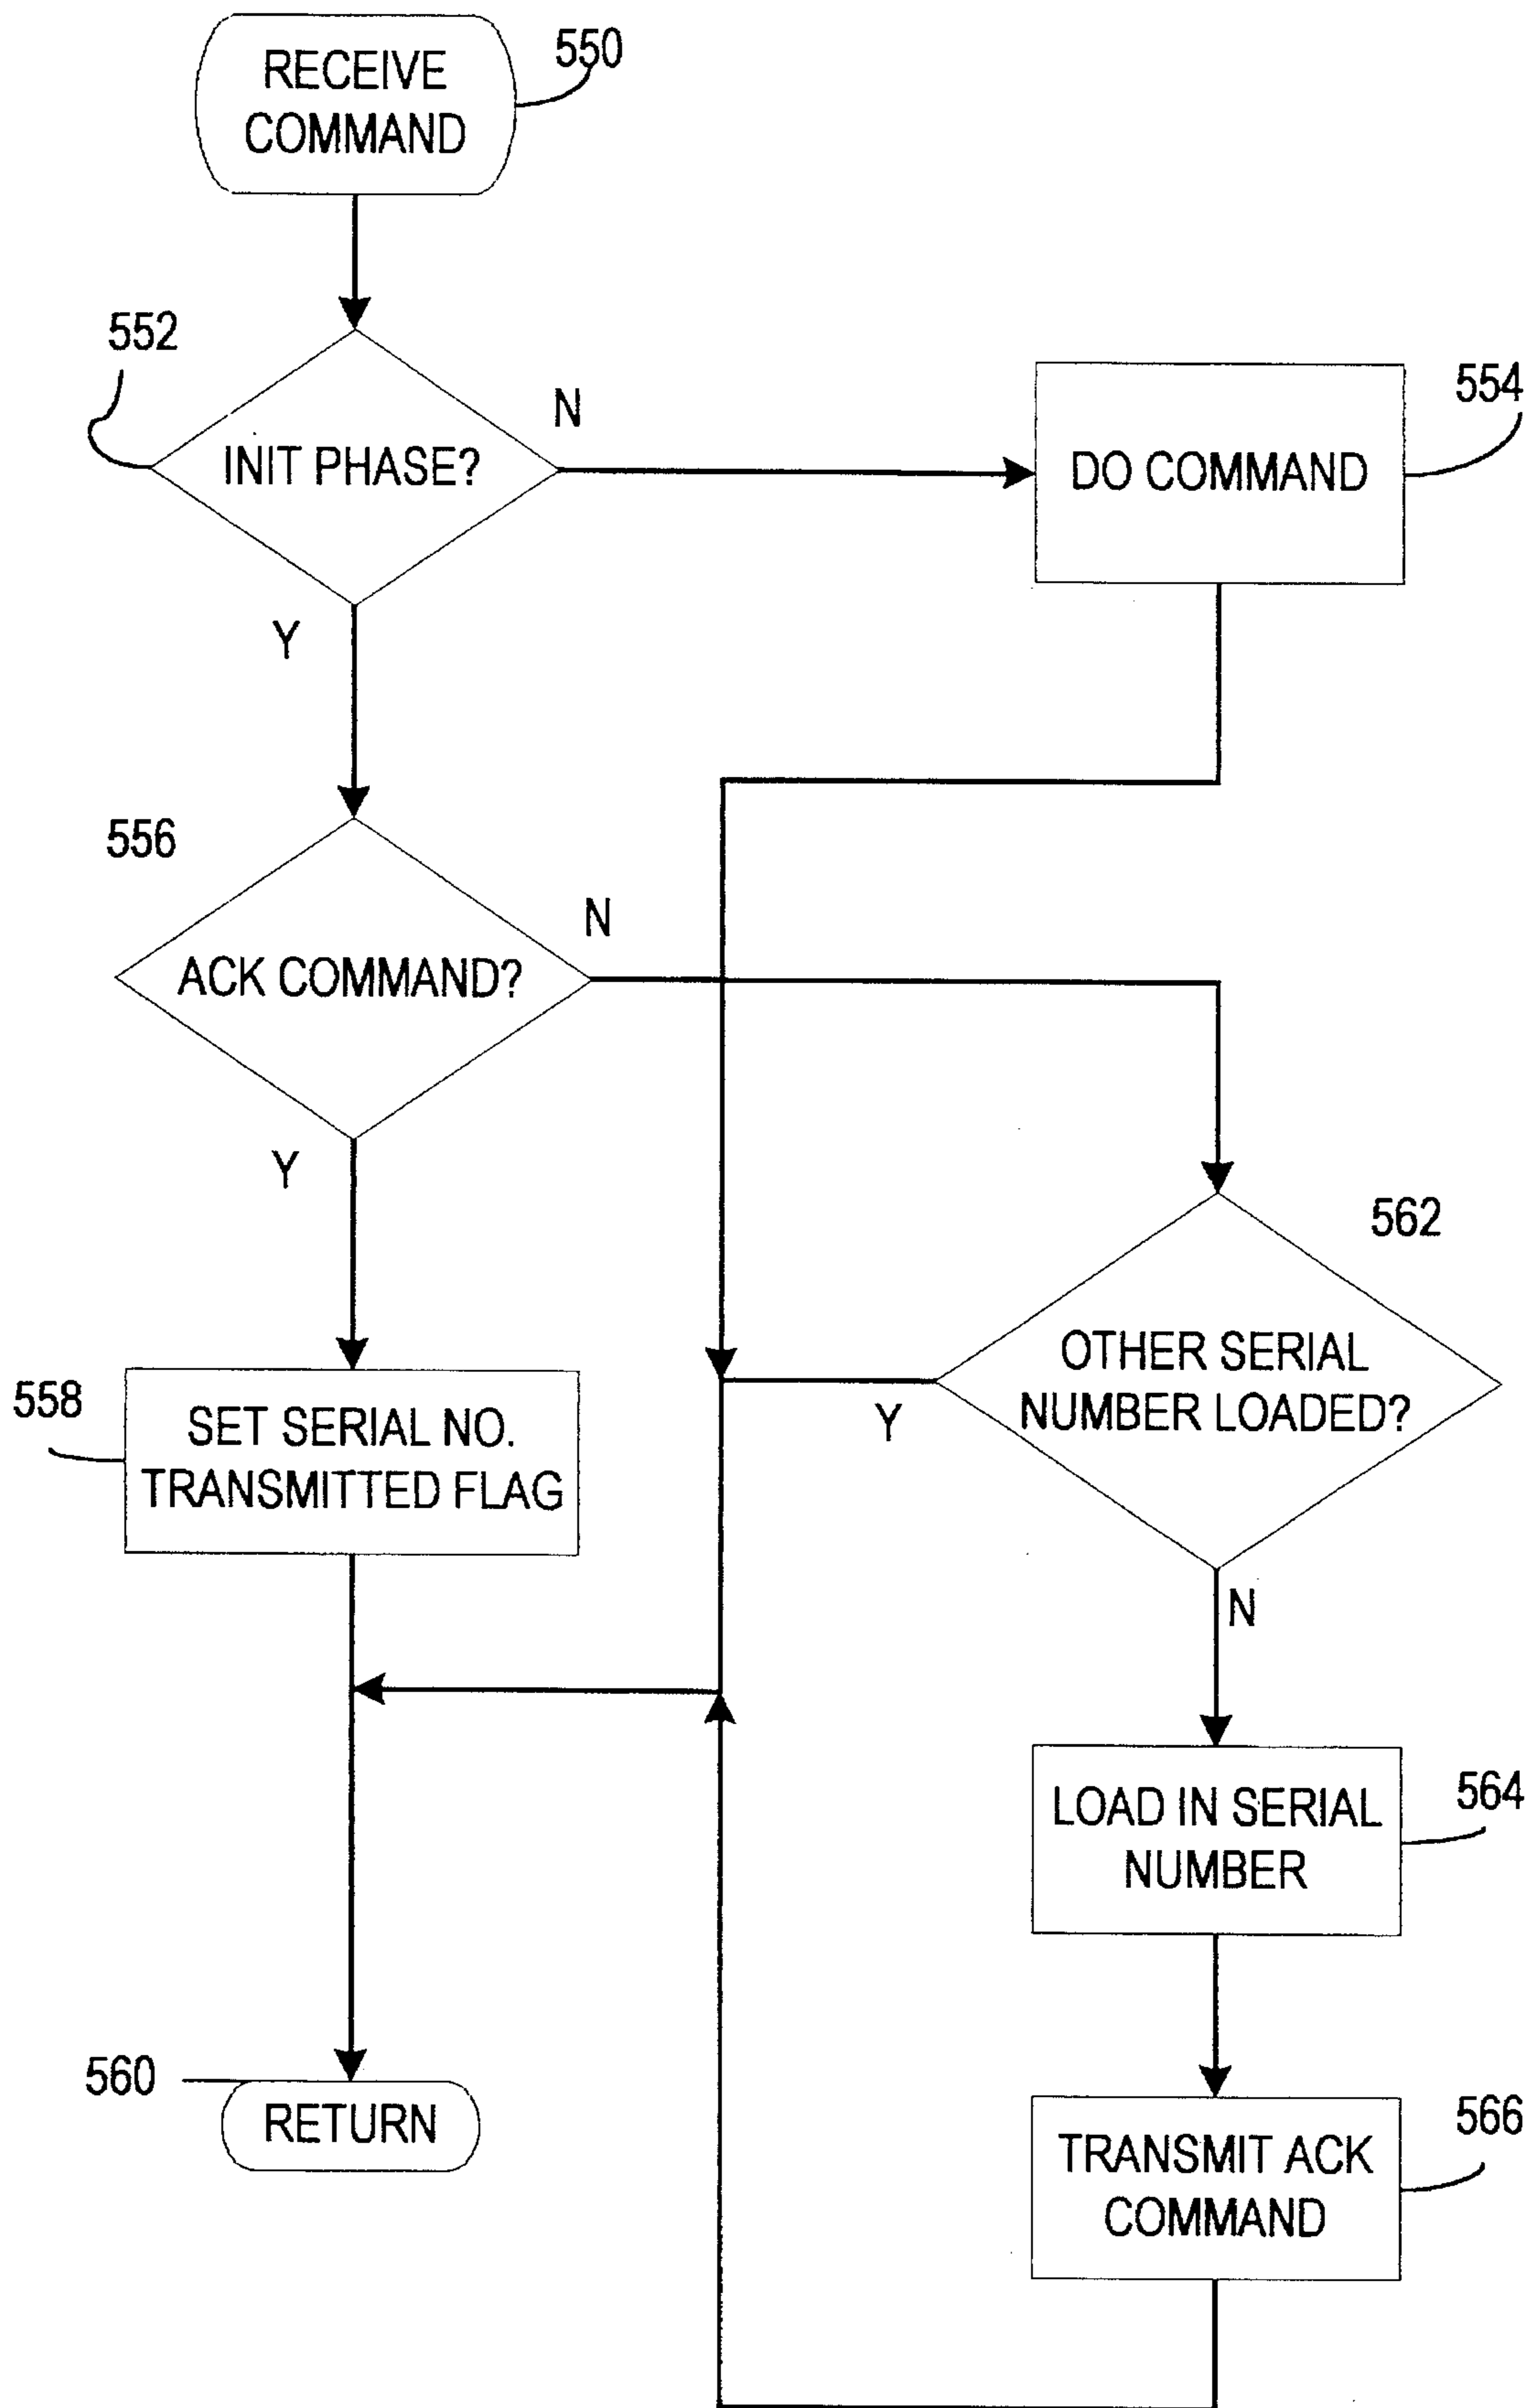 RECEIVE
COMMAND
550
552
INIT PHASE?
N
Y
DO COMMAND
554
556
ACK COMMAND?
N
Y
558
SET SERIAL NO.
TRANSMITTED FLAG
562
OTHER SERIAL
NUMBER LOADED?
Y
N
LOAD IN SERIAL
NUMBER
564
560
RETURN
TRANSMIT ACK
COMMAND
566